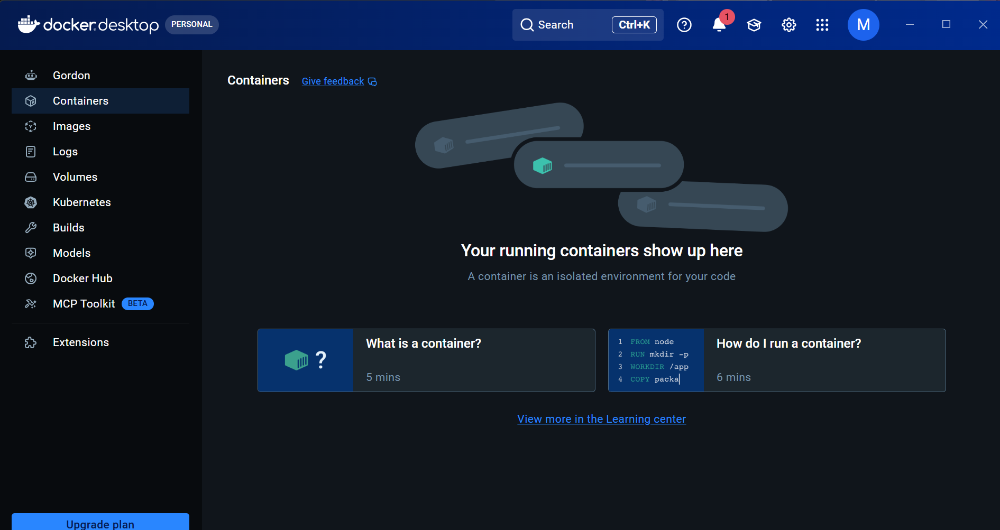 docker desktop PERSONAL
Search Ctrl+K
1
M
Gordon
Containers
Images
Logs
Volumes
Kubernetes
Builds
Models
Docker Hub
MCP Toolkit BETA
Extensions
Upgrade plan
Containers Give feedback
Your running containers show up here
A container is an isolated environment for your code
?
What is a container?
5 mins
1 FROM node
2 RUN mkdir -p
3 WORKDIR /app
4 COPY packa
How do I run a container?
6 mins
View more in the Learning center